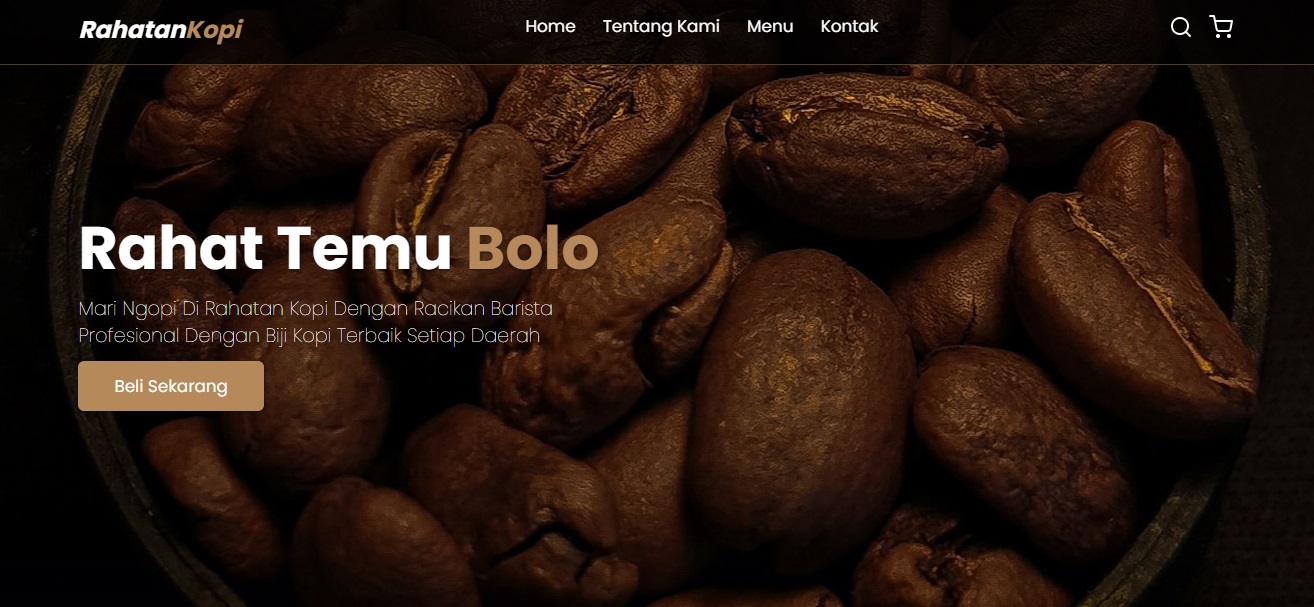 RahatanKopi
Home
Tentang Kami
Menu
Kontak
Rahat Temu Bolo
Mari Ngopi Di Rahatan Kopi Dengan Racikan Barista
Profesional Dengan Biji Kopi Terbaik Setiap Daerah
Beli Sekarang